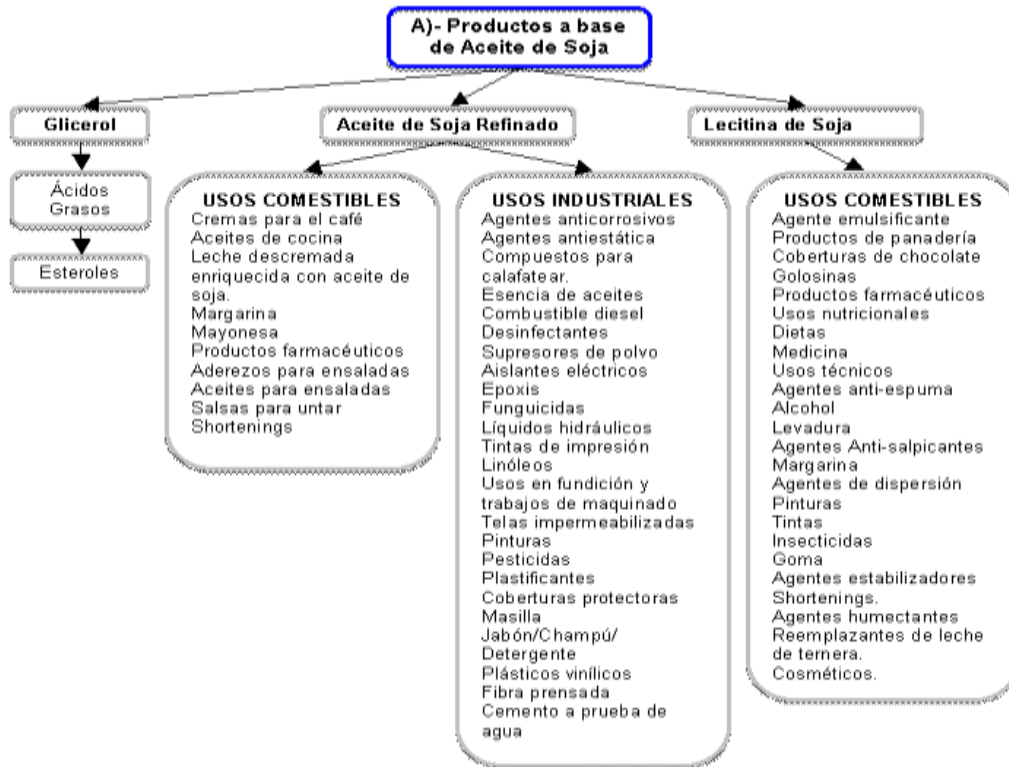 A)- Productos a base
de Aceite de Soja
Glicerol
Aceite de Soja Refinado
Lecitina de Soja
Ácidos
Grasos
Esteroles
USOS COMESTIBLES
Cremas para el café
Aceites de cocina
Leche descremada
enriquecida con aceite de
soja.
Margarina
Mayonesa
Productos farmacéuticos
Aderezos para ensaladas
Aceites para ensaladas
Salsas para untar
Shortenings
USOS INDUSTRIALES
Agentes anticorrosivos
Agentes antiestática
Compuestos para
calafatear.
Esencia de aceites
Combustible diesel
Desinfectantes
Supresores de polvo
Aislantes eléctricos
Epoxis
Funguicidas
Líquidos hidráulicos
Tintas de impresión
Linóleos
Usos en fundición y
trabajos de maquinado
Telas impermeabilizadas
Pinturas
Pesticidas
Plastificantes
Coberturas protectoras
Masilla
Jabón/Champú/
Detergente
Plásticos vinílicos
Fibra prensada
Cemento a prueba de
agua
USOS COMESTIBLES
Agente emulsificante
Productos de panadería
Coberturas de chocolate
Golosinas
Productos farmacéuticos
Usos nutricionales
Dietas
Medicina
Usos técnicos
Agentes anti-espuma
Alcohol
Levadura
Agentes Anti-salpicantes
Margarina
Agentes de dispersión
Pinturas
Tintas
Insecticidas
Goma
Agentes estabilizadores
Shortenings.
Agentes humectantes
Reemplazantes de leche
de ternera.
Cosméticos.